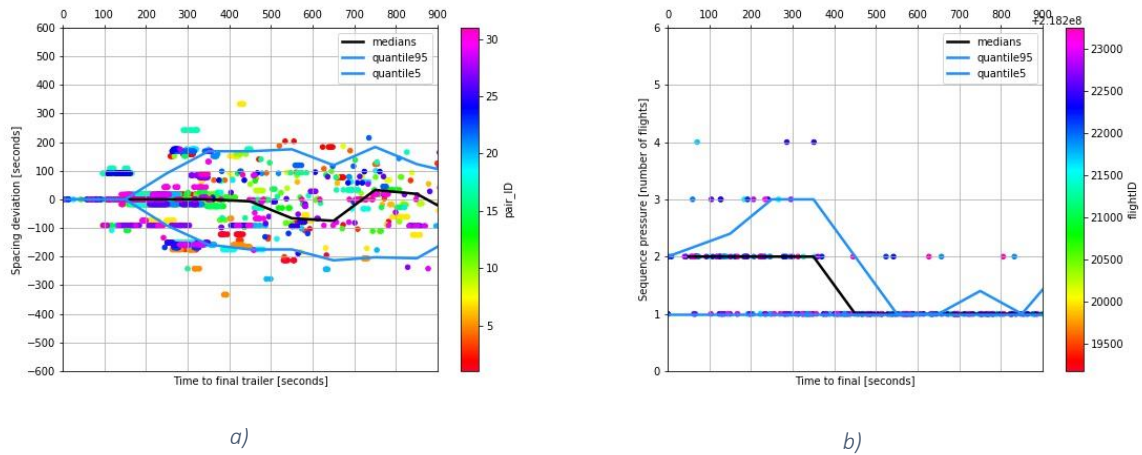 0 100 200 300 400 500 600 700 800 900
600
500
400
300
200
100
0
−100
−200
−300
−400
−500
−600
Spacing deviation [seconds]
Time to final trailer [seconds]
medians
quantile95
quantile5
30
25
20
15
10
5
pair_ID
a)
0 100 200 300 400 500 600 700 800 900
+2.182e8
6
5
4
3
2
1
0
Sequence pressure [number of flights]
Time to final [seconds]
medians
quantile95
quantile5
23000
22500
22000
21500
21000
20500
20000
19500
flightID
b)